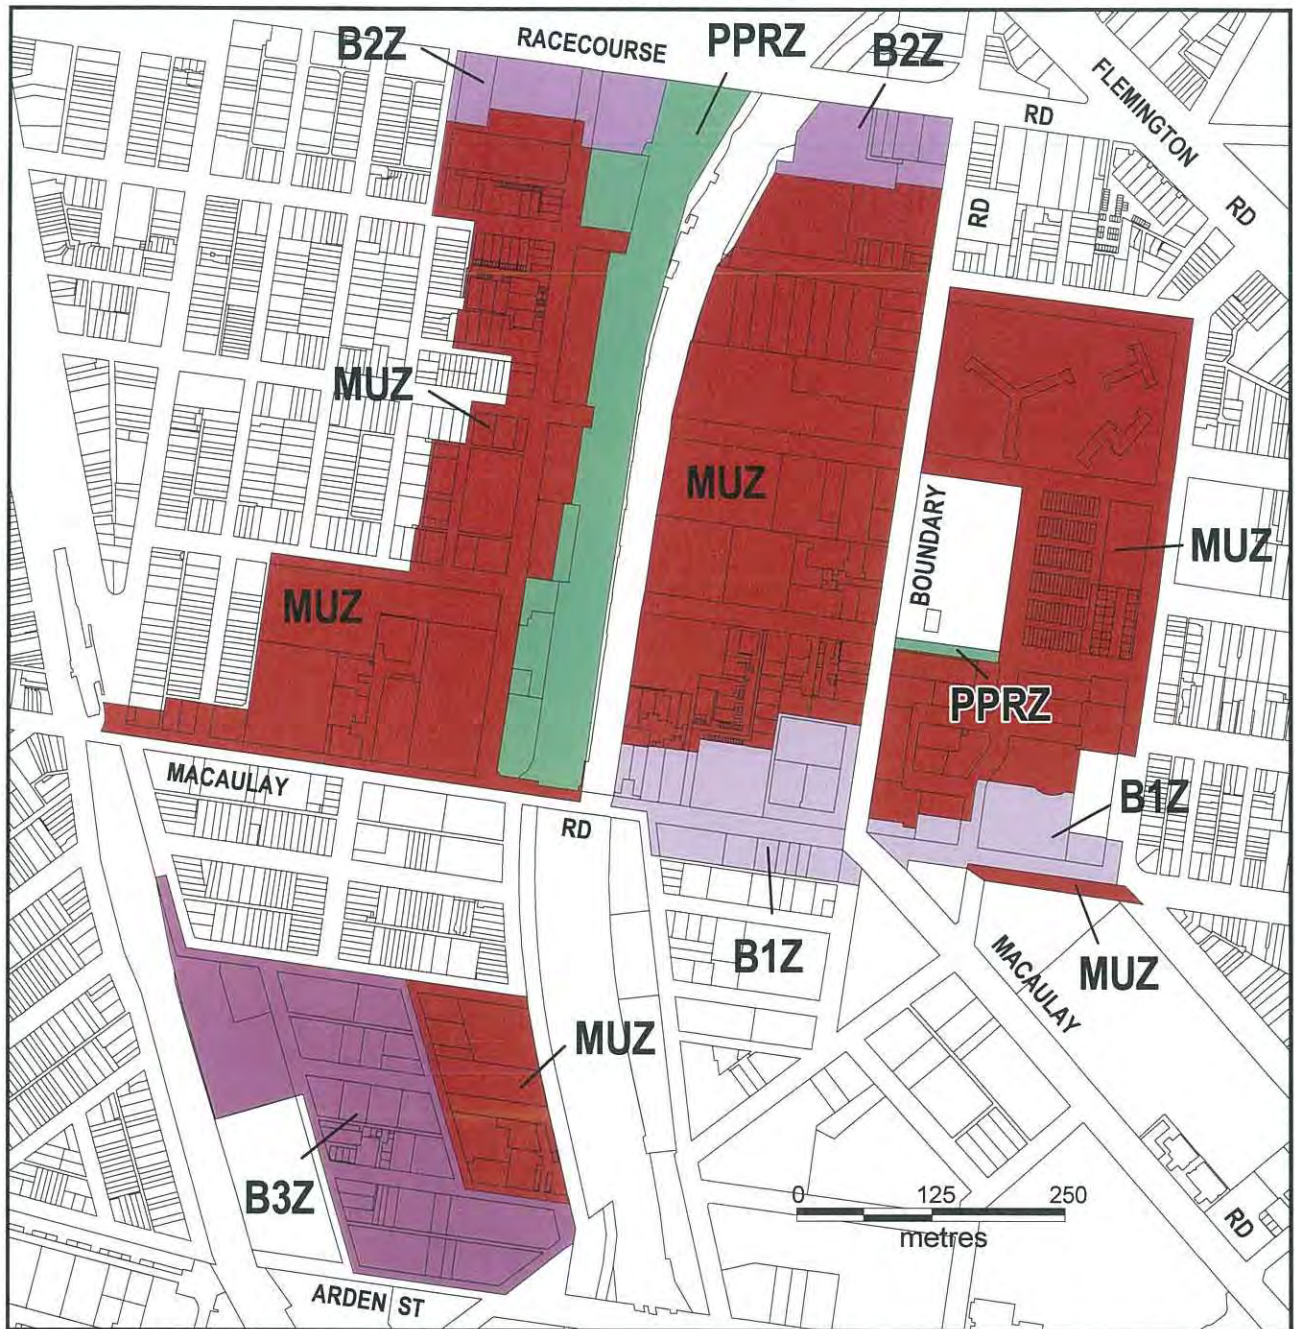 RACECOURSE
PPRZ
B2Z
B2Z
FLEMINGTON
RD
RD
RD
MUZ
MUZ
BOUNDARY
MUZ
MUZ
PPRZ
MACAULAY
RD
B1Z
B1Z
MACAULAY
MUZ
MUZ
B3Z
0 125 250
metres
RD
ARDEN ST